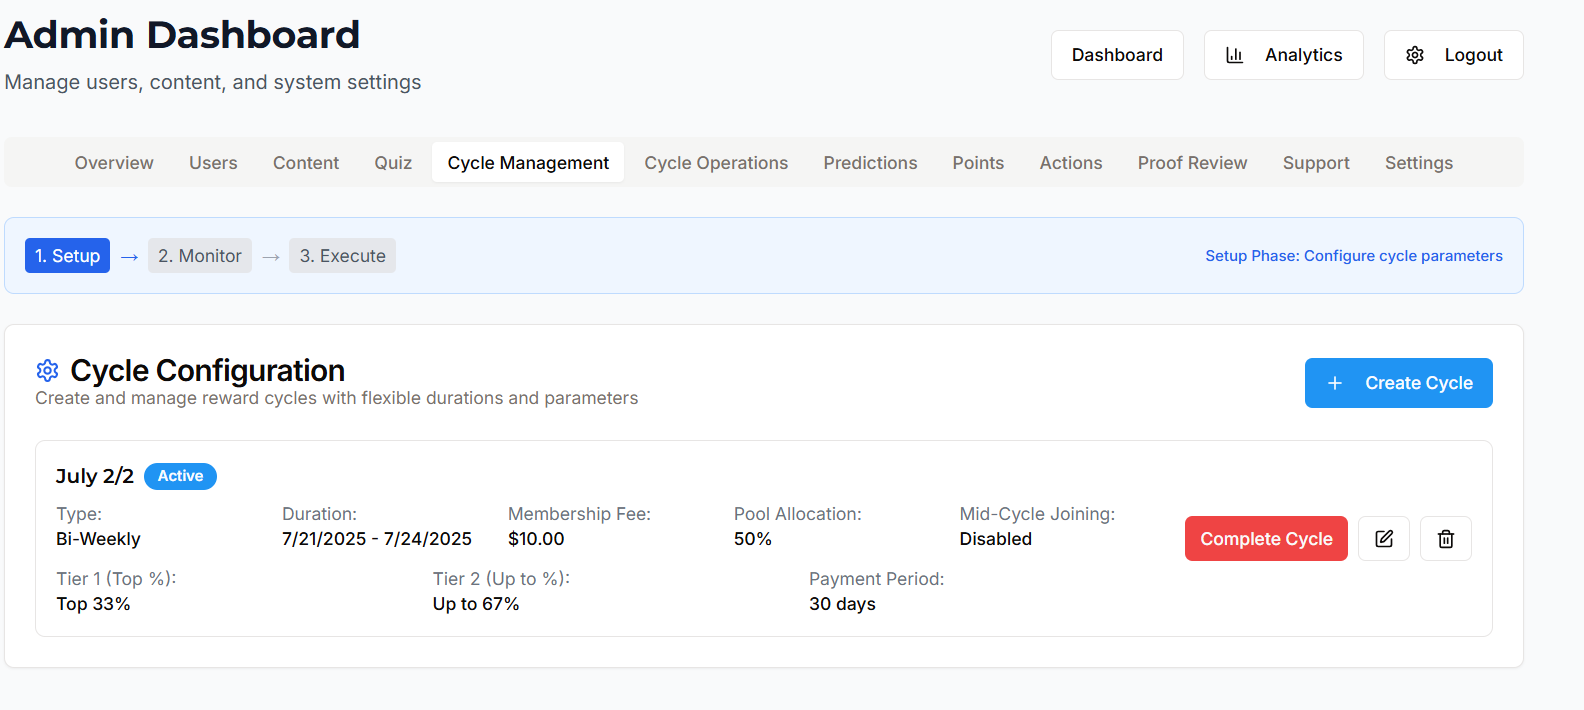 Admin Dashboard
Manage users, content, and system settings
Dashboard
Analytics
Logout
Overview Users Content Quiz Cycle Management Cycle Operations Predictions Points Actions Proof Review Support Settings
1. Setup → 2. Monitor → 3. Execute
Setup Phase: Configure cycle parameters
Cycle Configuration
Create and manage reward cycles with flexible durations and parameters
+ Create Cycle
July 2/2 Active
Type: Duration: Membership Fee: Pool Allocation: Mid-Cycle Joining:
Bi-Weekly 7/21/2025 - 7/24/2025 $10.00 50% Disabled
Complete Cycle
Tier 1 (Top %): Tier 2 (Up to %): Payment Period:
Top 33% Up to 67% 30 days